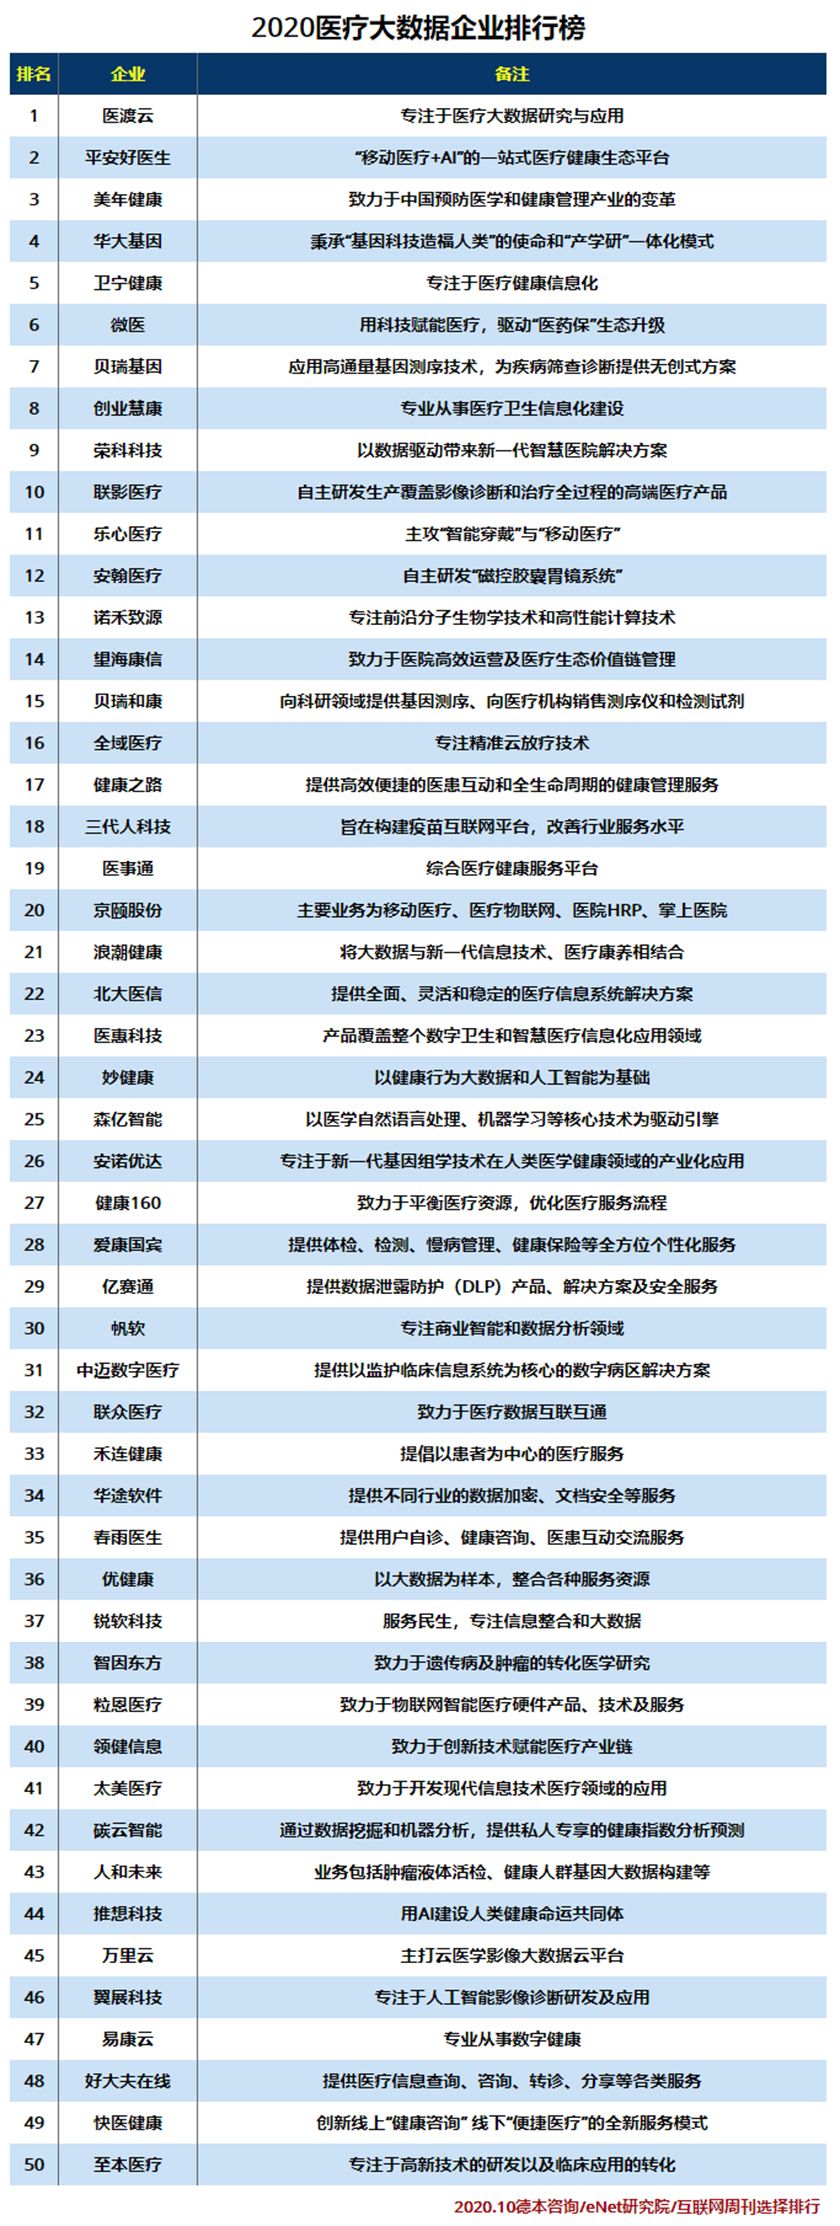 2020医疗大数据企业排行榜
排名 企业 备注
1 医渡云 专注于医疗大数据研究与应用
2 平安好医生 “移动医疗+AI”的一站式医疗健康生态平台
3 美年健康 致力于中国预防医学和健康管理产业的变革
4 华大基因 秉承“基因科技造福人类”的使命和“产学研”一体化模式
5 卫宁健康 专注于医疗健康信息化
6 微医 用科技赋能医疗，驱动“医药保”生态升级
7 贝瑞基因 应用高通量基因测序技术，为疾病筛查诊断提供无创式方案
8 创业慧康 专业从事医疗卫生信息化建设
9 荣科科技 以数据驱动带来新一代智慧医院解决方案
10 联影医疗 自主研发生产覆盖影像诊断和治疗全过程的高端医疗产品
11 乐心医疗 主攻“智能穿戴”与“移动医疗”
12 安翰医疗 自主研发“磁控胶囊胃镜系统”
13 诺禾致源 专注前沿分子生物学技术和高性能计算技术
14 望海康信 致力于医院高效运营及医疗生态价值链管理
15 贝瑞和康 向科研领域提供基因测序、向医疗机构销售测序仪和检测试剂
16 全域医疗 专注精准云放疗技术
17 健康之路 提供高效便捷的医患互动和全生命周期的健康管理服务
18 三代人科技 旨在构建疫苗互联网平台，改善行业服务水平
19 医事通 综合医疗健康服务平台
20 京颐股份 主要业务为移动医疗、医疗物联网、医院HRP、掌上医院
21 浪潮健康 将大数据与新一代信息技术、医疗康养相结合
22 北大医信 提供全面、灵活和稳定的医疗信息系统解决方案
23 医惠科技 产品覆盖整个数字卫生和智慧医疗信息化应用领域
24 妙健康 以健康行为大数据和人工智能为基础
25 森亿智能 以医学自然语言处理、机器学习等核心技术为驱动引擎
26 安诺优达 专注于新一代基因组学技术在人类医学健康领域的产业化应用
27 健康160 致力于平衡医疗资源，优化医疗服务流程
28 爱康国宾 提供体检、检测、慢病管理、健康保险等全方位个性化服务
29 亿赛通 提供数据泄露防护（DLP）产品、解决方案及安全服务
30 帆软 专注商业智能和数据分析领域
31 中迈数字医疗 提供以监护临床信息系统为核心的数字病区解决方案
32 联众医疗 致力于医疗数据互联互通
33 禾连健康 提倡以患者为中心的医疗服务
34 华途软件 提供不同行业的数据加密、文档安全等服务
35 春雨医生 提供用户自诊、健康咨询、医患互动交流服务
36 优健康 以大数据为样本，整合各种服务资源
37 锐软科技 服务民生，专注信息整合和大数据
38 智因东方 致力于遗传病及肿瘤的转化医学研究
39 粒恩医疗 致力于物联网智能医疗硬件产品、技术及服务
40 领健信息 致力于创新技术赋能医疗产业链
41 太美医疗 致力于开发现代信息技术医疗领域的应用
42 碳云智能 通过数据挖掘和机器分析，提供私人专享的健康指数分析预测
43 人和未来 业务包括肿瘤液体活检、健康人群基因大数据构建等
44 推想科技 用AI建设人类健康命运共同体
45 万里云 主打云医学影像大数据云平台
46 翼展科技 专注于人工智能影像诊断研发及应用
47 易康云 专业从事数字健康
48 好大夫在线 提供医疗信息查询、咨询、转诊、分享等各类服务
49 快医健康 创新线上“健康咨询” 线下“便捷医疗”的全新服务模式
50 至本医疗 专注于高新技术的研发以及临床应用的转化
2020.10德本咨询/eNet研究院/互联网周刊选择排行